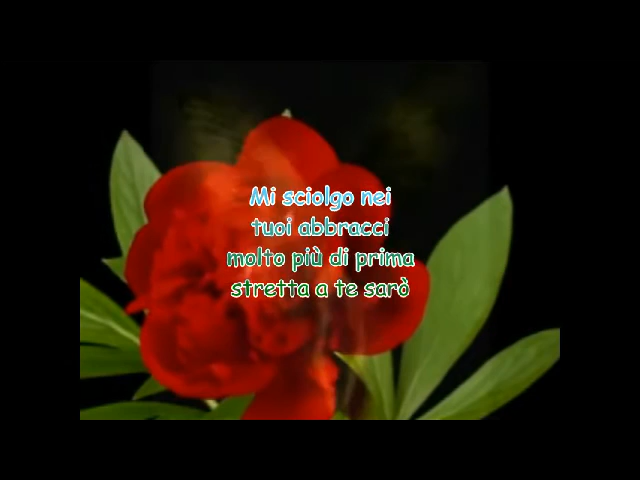 Mi sciolgo nei
tuoi abbracci
molto più di prima
stretta a te sarò